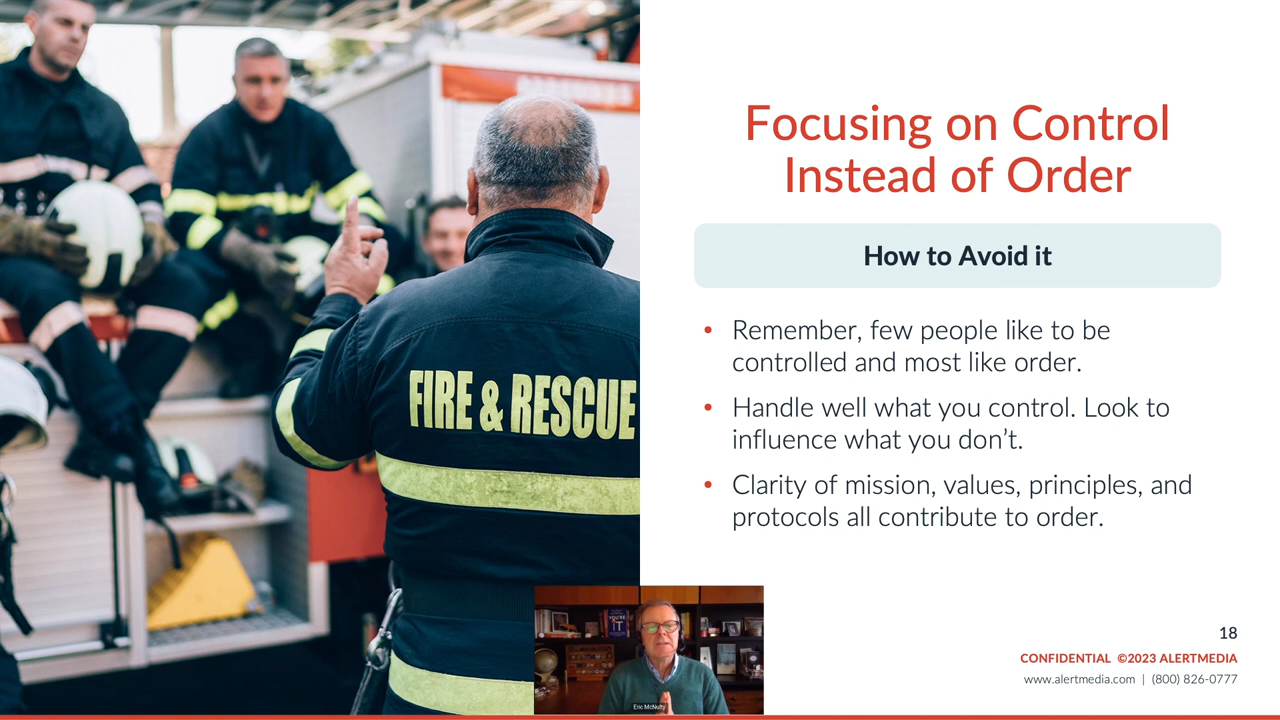 Focusing on Control
Instead of Order
How to Avoid it
• Remember, few people like to be
controlled and most like order.
• Handle well what you control. Look to
influence what you don’t.
• Clarity of mission, values, principles, and
protocols all contribute to order.
FIRE & RESCUE
YOU'RE
IT
Eric McNulty
18
CONFIDENTIAL ©2023 ALERTMEDIA
www.alertmedia.com | (800) 826-0777